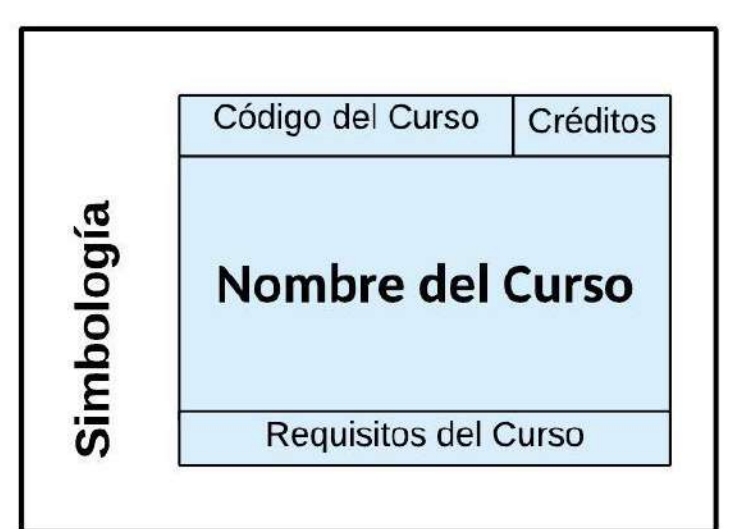 Simbología
Código del Curso
Créditos
Nombre del Curso
Requisitos del Curso